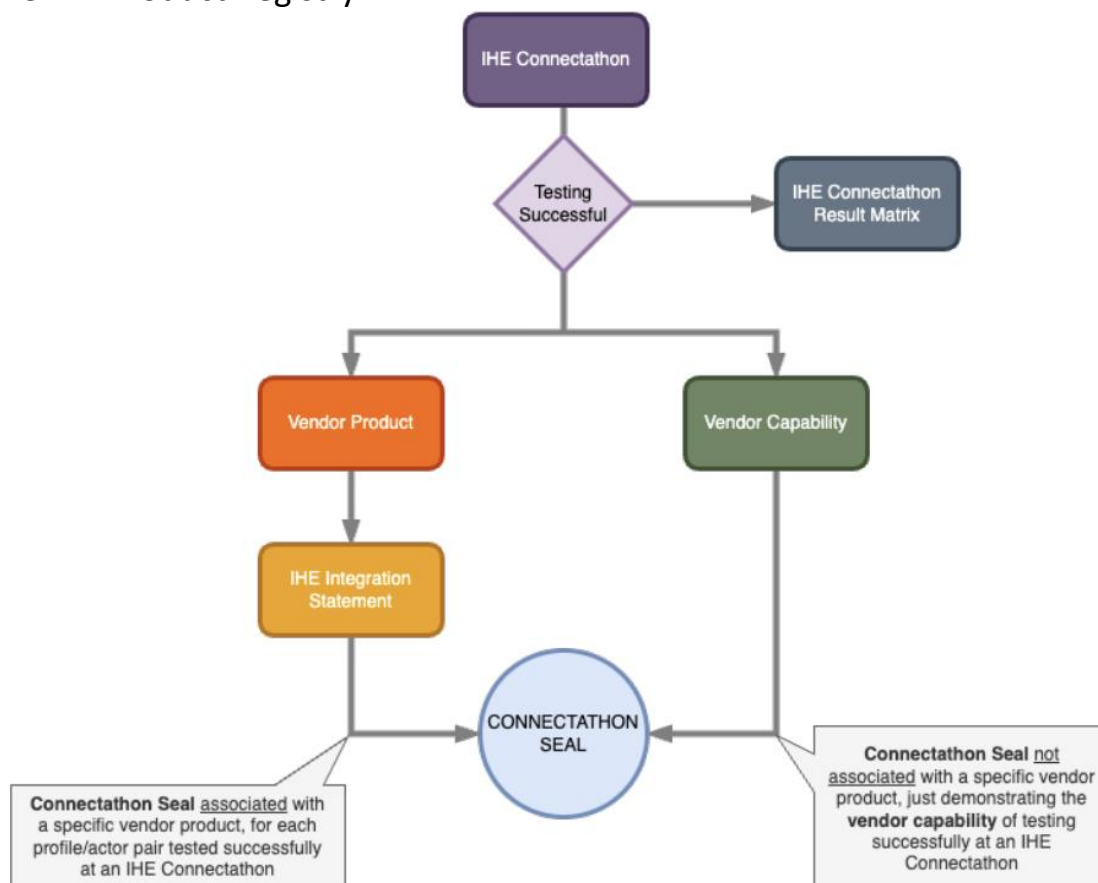 IHE Connectathon
Testing
Successful
IHE Connectathon
Result Matrix
Vendor Product
Vendor Capability
IHE Integration
Statement
CONNECTATHON
SEAL
Connectathon Seal associated with
a specific vendor product, for each
profile/actor pair tested successfully
at an IHE Connectathon
Connectathon Seal not
associated with a specific vendor
product, just demonstrating the
vendor capability of testing
successfully at an IHE
Connectathon